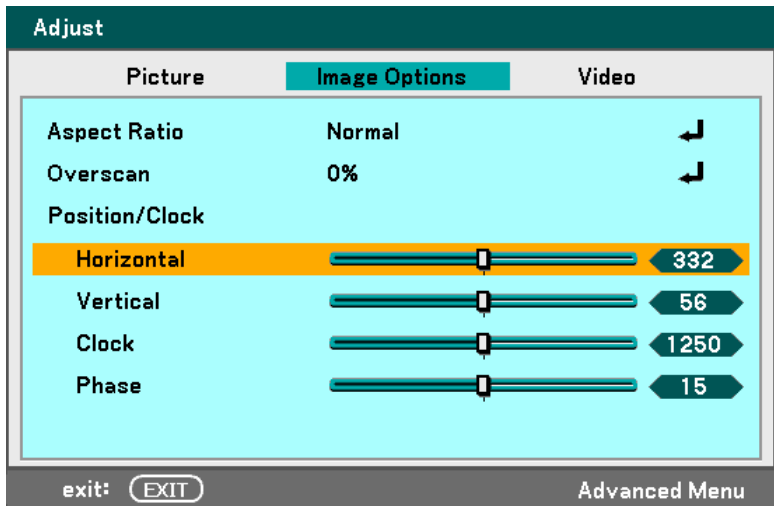 Adjust
Picture Image Options Video
Aspect Ratio Normal
Overscan 0%
Position/Clock
Horizontal 332
Vertical 56
Clock 1250
Phase 15
exit: EXIT Advanced Menu